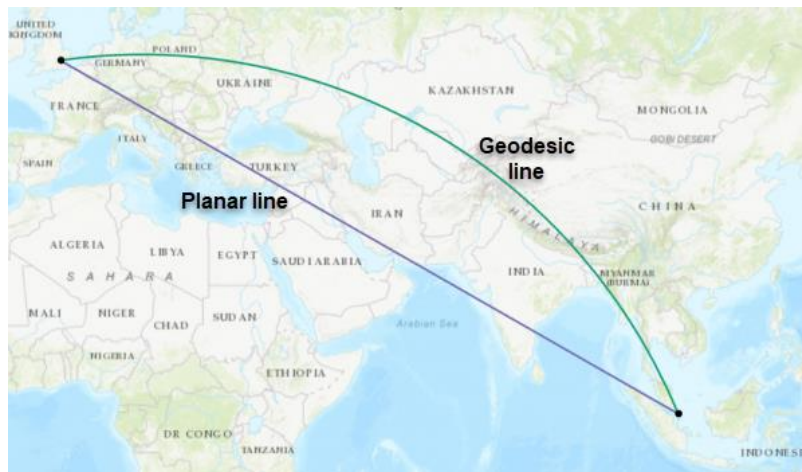 UNITED
KINGDOM
POLAND
GERMANY
UKRAINE
KAZAKHSTAN
FRANCE
MONGOLIA
GOBI DESERT
ITALY
Geodesic
line
SPAIN
GREECE
TURKEY
Planar line
CHINA
IRAN
HIMALAYA
ALGERIA
LIBYA
EGYPT
SAUDI ARABIA
INDIA
MYANMAR
(BURMA)
SAHARA
MALI
NIGER
CHAD
SUDAN
Arabian Sea
NIGERIA
ETHIOPIA
DR CONGO
TANZANIA
INDONES